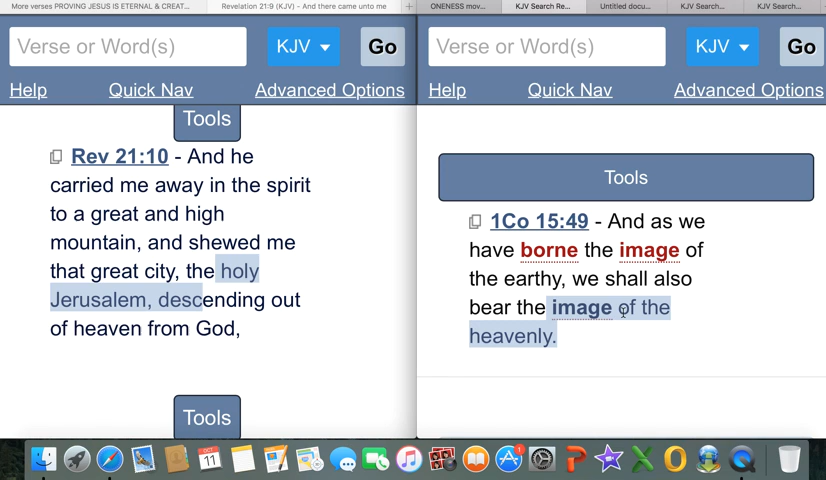 More verses PROVING JESUS IS ETERNAL & CREAT...
Revelation 21:9 (KJV) - And there came unto me
Verse or Word(s)
KJV
Go
Help
Quick Nav
Advanced Options
Tools
Rev 21:10 - And he
carried me away in the spirit
to a great and high
mountain, and shewed me
that great city, the holy
Jerusalem, descending out
of heaven from God,
Tools
ONENESS mov...
KJV Search Re...
Untitled docu...
KJV Search...
KJV Search...
Verse or Word(s)
KJV
Go
Help
Quick Nav
Advanced Options
Tools
1Co 15:49 - And as we
have borne the image of
the earthy, we shall also
bear the image of the
heavenly.
OCT
11
1